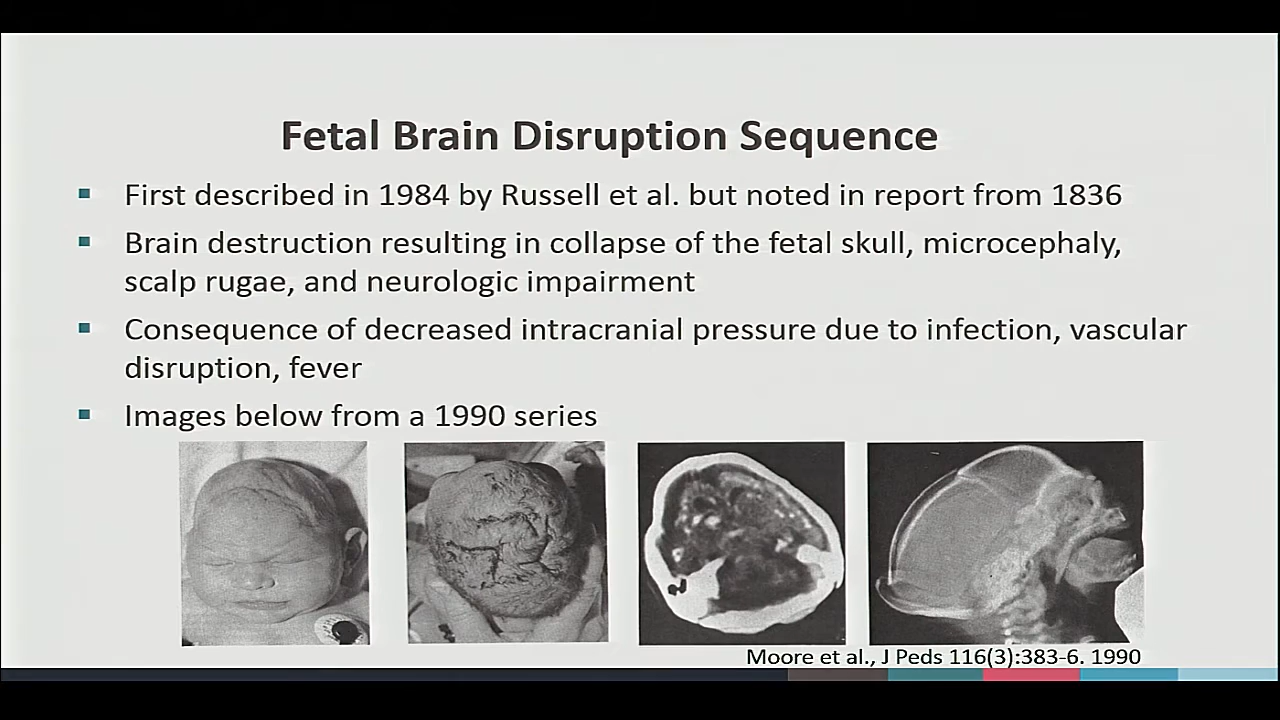 Fetal Brain Disruption Sequence
First described in 1984 by Russell et al. but noted in report from 1836
Brain destruction resulting in collapse of the fetal skull, microcephaly,
scalp rugae, and neurologic impairment
Consequence of decreased intracranial pressure due to infection, vascular
disruption, fever
Images below from a 1990 series
Moore et al., J Peds 116(3):383-6. 1990